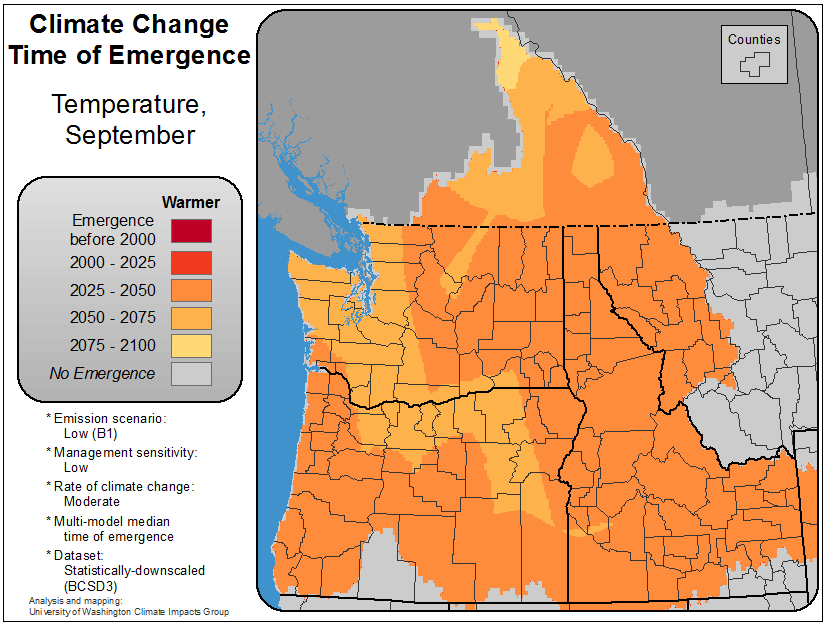 Climate Change
Time of Emergence
Temperature,
September
Warmer
Emergence
before 2000
2000 - 2025
2025 - 2050
2050 - 2075
2075 - 2100
No Emergence
* Emission scenario:
Low (B1)
* Management sensitivity:
Low
* Rate of climate change:
Moderate
* Multi-model median
time of emergence
* Dataset:
Statistically-downscaled
(BCSD3)
Analysis and mapping:
University of Washington Climate Impacts Group
Counties